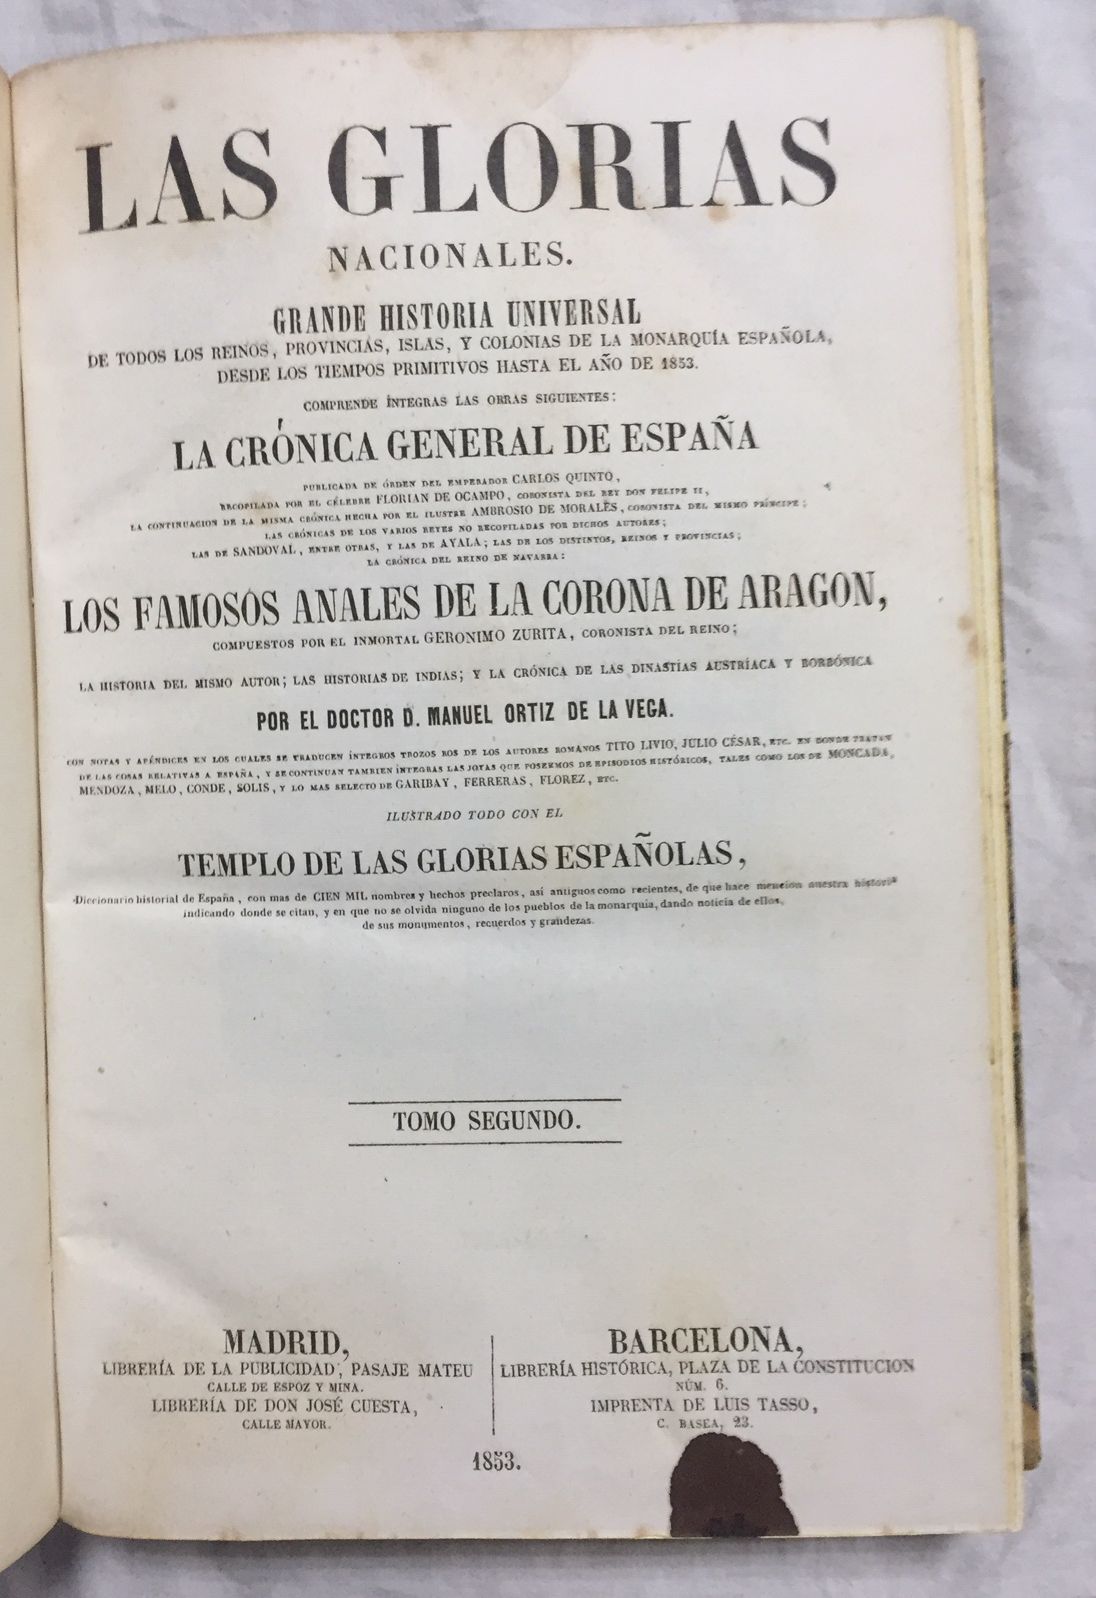 LAS GLORIAS
NACIONALES.
GRANDE HISTORIA UNIVERSAL
DE TODOS LOS REINOS, PROVINCIAS, ISLAS, Y COLONIAS DE LA MONARQUÍA ESPAÑOLA,
DESDE LOS TIEMPOS PRIMITIVOS HASTA EL AÑO DE 1853.
COMPRENDE ÍNTEGRAS LAS OBRAS SIGUIENTES:
LA CRÓNICA GENERAL DE ESPAÑA
PUBLICADA DE ÓRDEN DEL EMPERADOR CARLOS QUINTO,
RECOPILADA POR EL CÉLEBRE FLORIAN DE OCAMPO, CORONISTA DEL REY DON FELIPE II,
LA CONTINUACION DE LA MISMA CRÓNICA HECHA POR EL ILUSTRE AMBROSIO DE MORALES, CORONISTA DEL MISMO PRÍNCIPE;
LAS CRÓNICAS DE LOS VARIOS REYES NO RECOPILADAS POR DICHOS AUTORES;
LAS DE SANDOVAL, ENTRE OTRAS, Y LAS DE AYALA; LAS DE LOS DISTINTOS, REINOS Y PROVINCIAS;
LA CRÓNICA DEL REINO DE NAVARRA:
LOS FAMOSOS ANALES DE LA CORONA DE ARAGON,
COMPUESTOS POR EL INMORTAL GERONIMO ZURITA, CORONISTA DEL REINO;
LA HISTORIA DEL MISMO AUTOR; LAS HISTORIAS DE INDIAS; Y LA CRÓNICA DE LAS DINASTÍAS AUSTRÍACA Y BORBÓNICA
POR EL DOCTOR D. MANUEL ORTIZ DE LA VEGA.
CON NOTAS Y APÉNDICES EN LOS CUALES SE TRADUCEN ÍNTEGROS TROZOS ROS DE LOS AUTORES ROMÁNOS TITO LIVIO, JULIO CÉSAR, ETC. EN DONDE TRATAN
DE LAS COSAS RELATIVAS A ESPAÑA, Y SE CONTINUAN TAMBIEN ÍNTEGRAS LAS JOYAS QUE POSEEMOS DE EPISODIOS HISTÓRICOS, TALES COMO LOS DE MONCADA,
MENDOZA, MELO, CONDE, SOLIS, Y LO MAS SELECTO DE GARIBAY, FERRERAS, FLOREZ, ETC.
ILUSTRADO TODO CON EL
TEMPLO DE LAS GLORIAS ESPAÑOLAS,
Diccionario historial de España, con mas de CIEN MIL nombres y hechos preclaros, así antiguos como recientes, de que hace mencion nuestra historia
indicando donde se citan, y en que no se olvida ninguno de los pueblos de la monarquía, dando noticia de ellos,
de sus monumentos, recuerdos y grandezas.
TOMO SEGUNDO.
MADRID,
LIBRERÍA DE LA PUBLICIDAD, PASAJE MATEU
CALLE DE ESPOZ Y MINA.
LIBRERÍA DE DON JOSÉ CUESTA,
CALLE MAYOR.
BARCELONA,
LIBRERÍA HISTÓRICA, PLAZA DE LA CONSTITUCION
NÚM. 6.
IMPRENTA DE LUIS TASSO,
C. BASEA, 23.
1853.